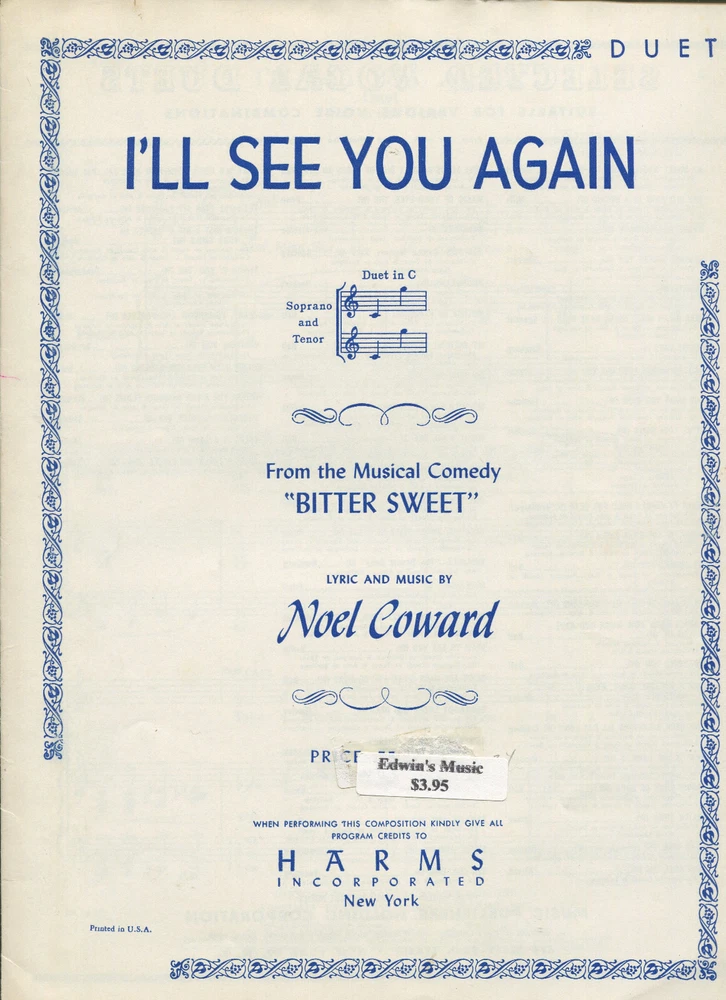 DUET
I'LL SEE YOU AGAIN
Duet in C
Soprano
and
Tenor
From the Musical Comedy
"BITTER SWEET"
LYRIC AND MUSIC BY
Noel Coward
PRICE
Edwin's Music
$3.95
WHEN PERFORMING THIS COMPOSITION KINDLY GIVE ALL
PROGRAM CREDITS TO
HARMS
INCORPORATED
New York
Printed in U.S.A.